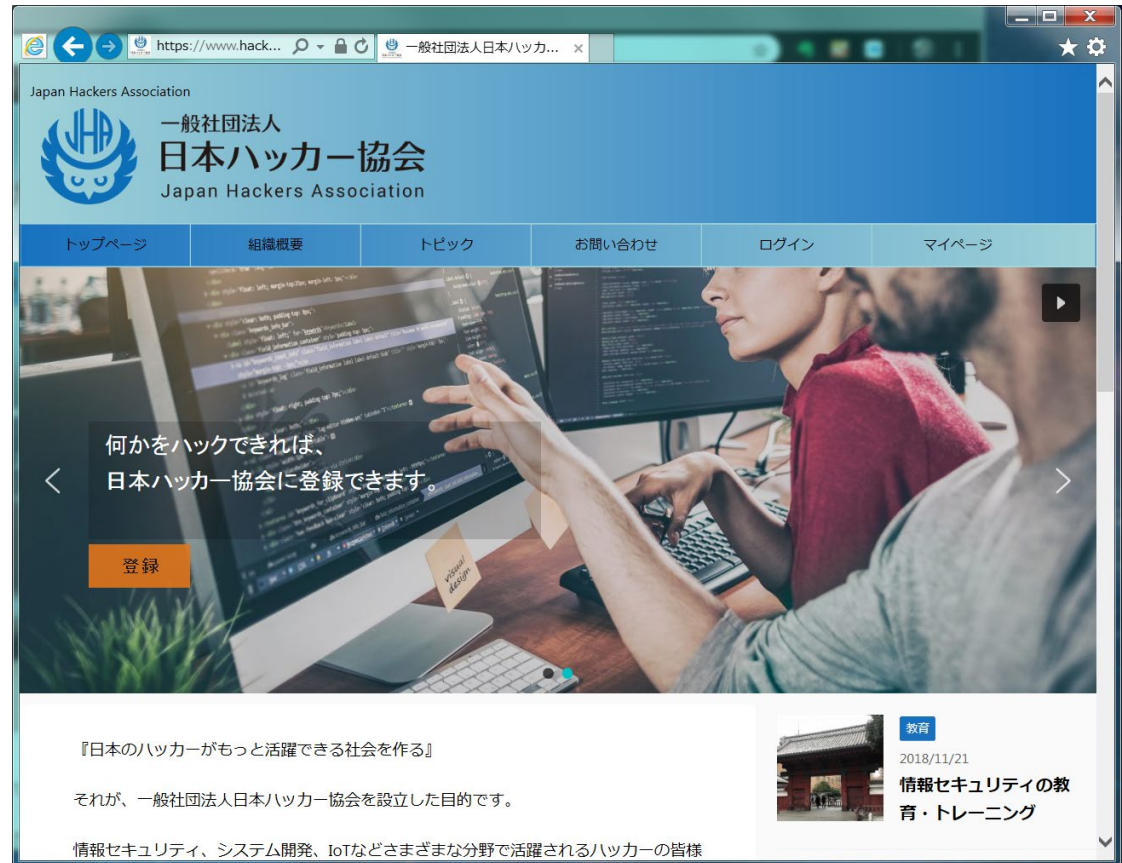 https://www.hack...
一般社団法人日本ハッカ...
Japan Hackers Association
JHA
一般社団法人
日本ハッカー協会
Japan Hackers Association
トップページ
組織概要
トピック
お問い合わせ
ログイン
マイページ
何かをハックできれば、
日本ハッカー協会に登録できます。
登録
visual
design
『日本のハッカーがもっと活躍できる社会を作る』
それが、一般社団法人日本ハッカー協会を設立した目的です。
情報セキュリティ、システム開発、IoTなどさまざまな分野で活躍されるハッカーの皆様
教育
2018/11/21
情報セキュリティの教
育・トレーニング